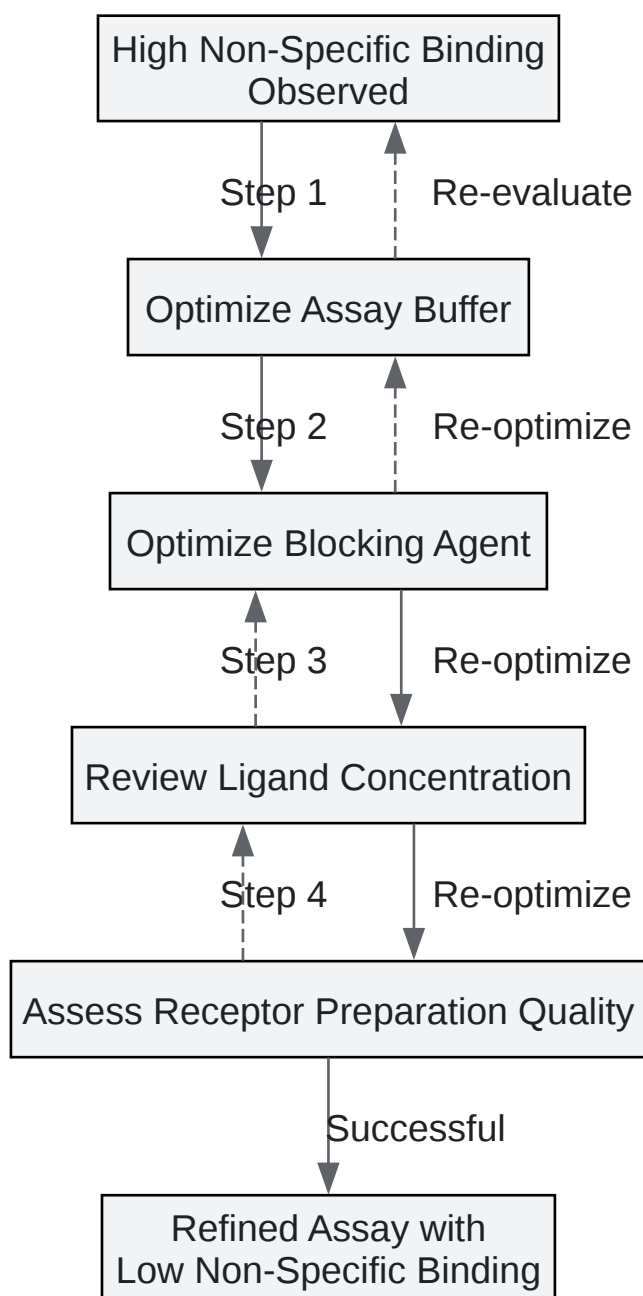 High Non-Specific Binding
Observed
Step 1
Re-evaluate
Optimize Assay Buffer
Step 2
Re-optimize
Optimize Blocking Agent
Step 3
Re-optimize
Review Ligand Concentration
Step 4
Re-optimize
Assess Receptor Preparation Quality
Successful
Refined Assay with
Low Non-Specific Binding